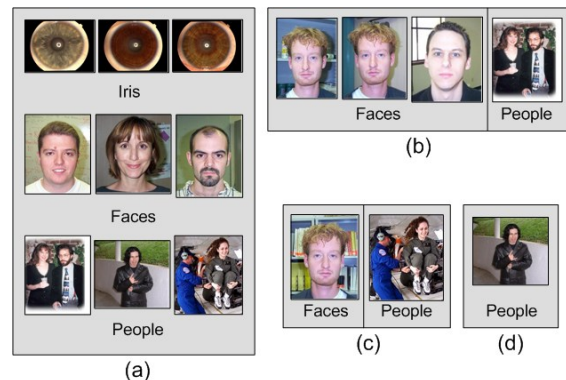 Iris
Faces
People
(a)
Faces People
(b)
Faces People
(c)
People
(d)